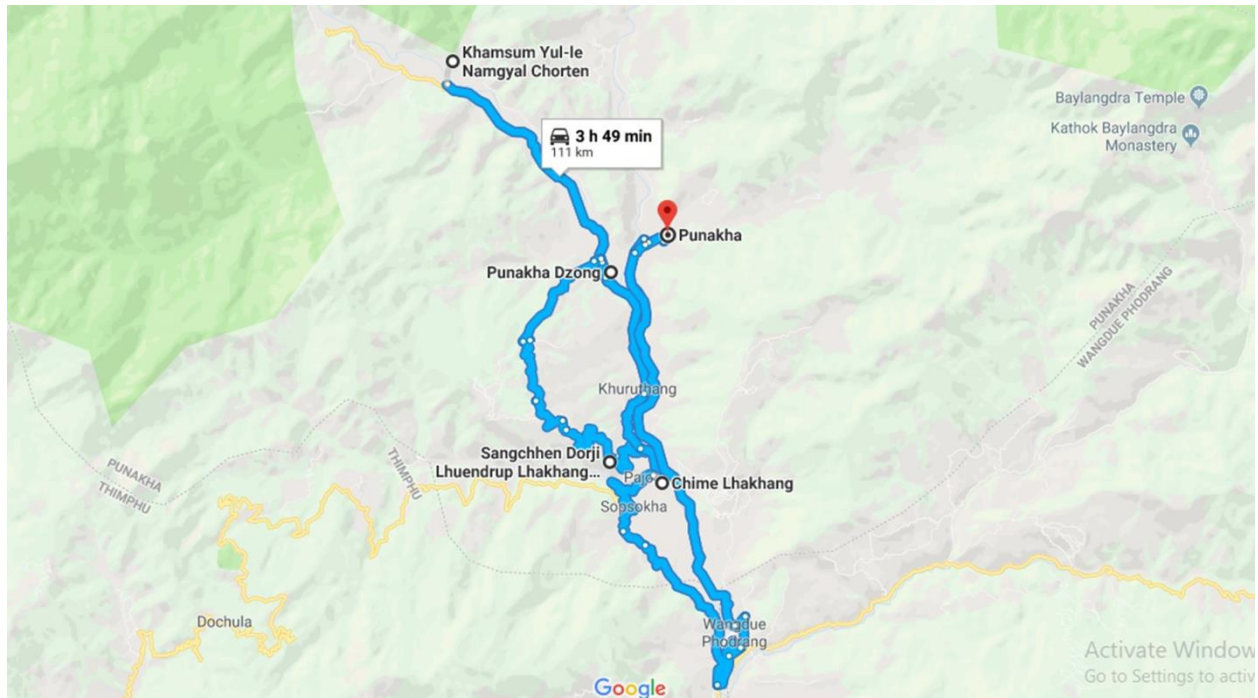 Khamsum Yul-le
Namgyal Chorten
Baylangdra Temple
Kathok Baylangdra
Monastery
3 h 49 min
111 km
Punakha
Punakha Dzong
PUNAKHA
WANGDUE PHODRANG
Khuruthang
Sangchhen Dorji
Lhuendrup Lhakhang...
PUNAKHA
THIMPHU
THIMPHU
Pajo
Chime Lhakhang
Sopsokha
Dochula
Wangdue
Phodrang
Activate Window
Go to Settings to activ
Google